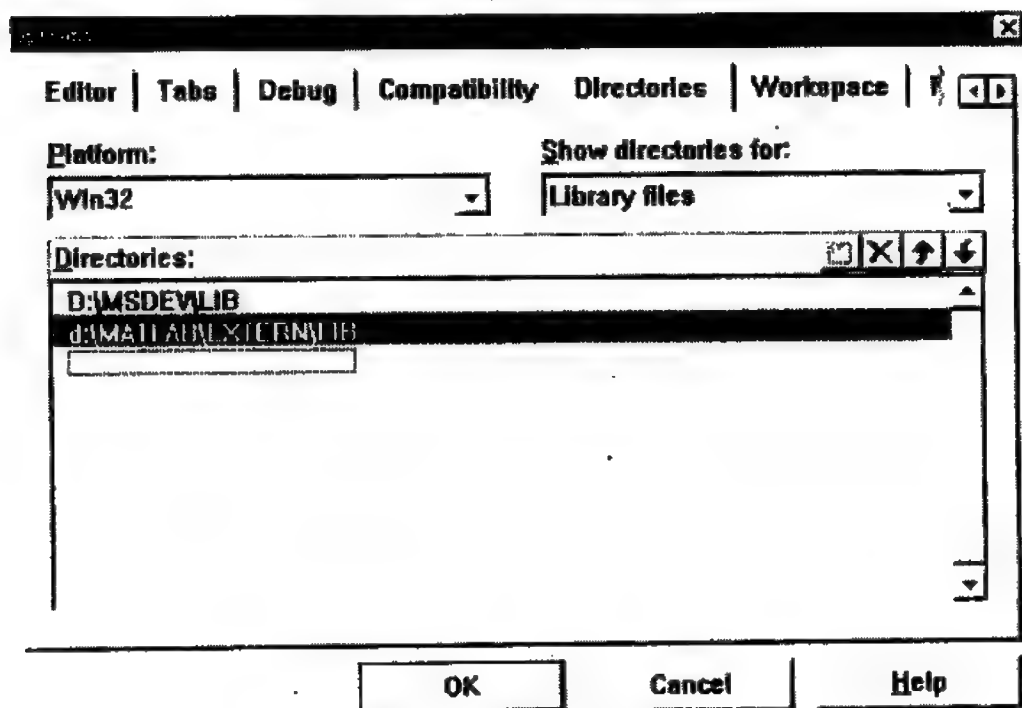 Editor Tabs Debug Compatibility Directories Workspace
Platform: Show directories for:
Win32 Library files
Directories:
D:\MSDEV\LIB
d:\MATLAB\EXTERN\LIB
OK Cancel Help